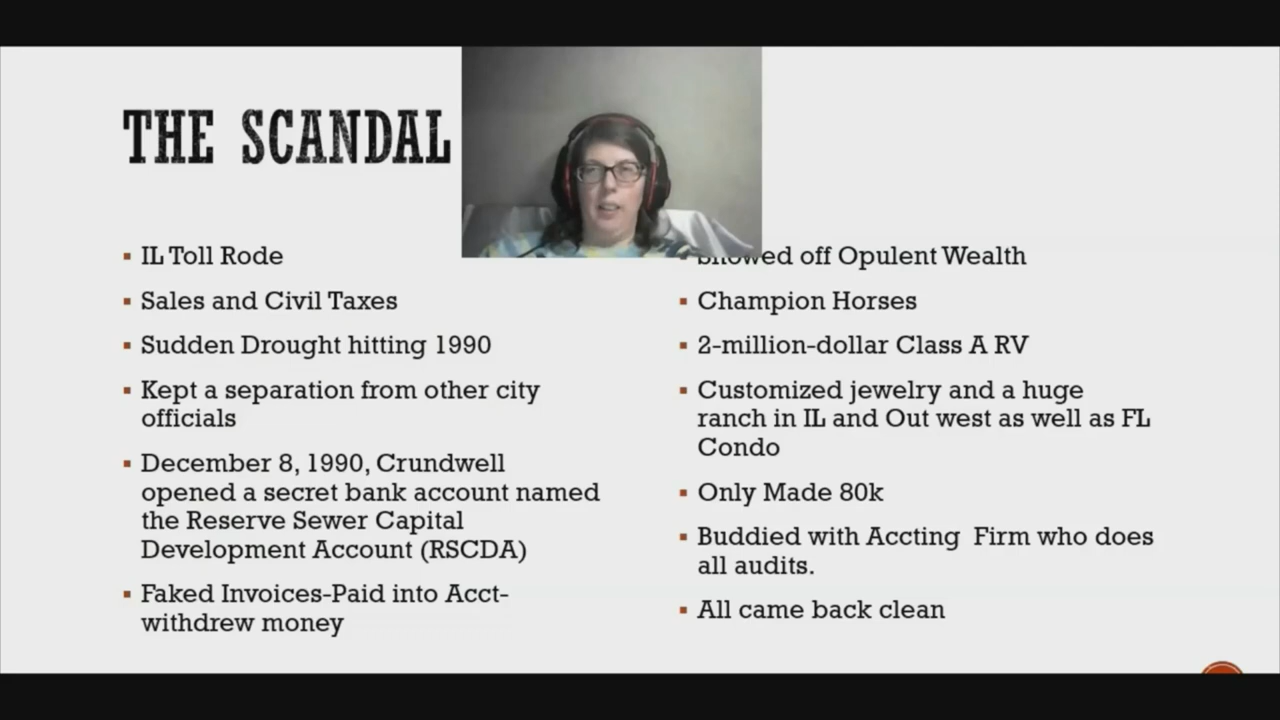 THE SCANDAL
IL Toll Rode
Sales and Civil Taxes
Sudden Drought hitting 1990
Kept a separation from other city
officials
December 8, 1990, Crundwell
opened a secret bank account named
the Reserve Sewer Capital
Development Account (RSCDA)
Faked Invoices-Paid into Acct-
withdrew money
Showed off Opulent Wealth
Champion Horses
2-million-dollar Class A RV
Customized jewelry and a huge
ranch in IL and Out west as well as FL
Condo
Only Made 80k
Buddied with Accting  Firm who does
all audits.
All came back clean